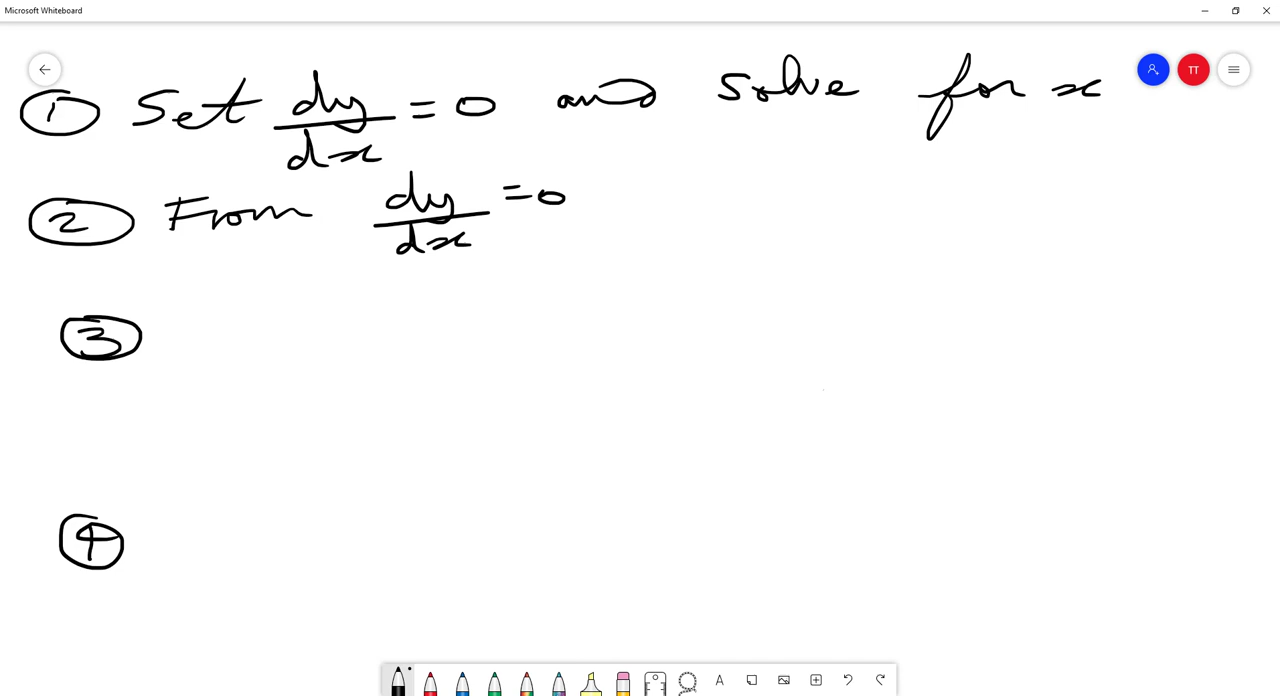 Microsoft Whiteboard
TT
① Set dy/dx = 0 and solve for x
② From dy/dx = 0
③
④
A